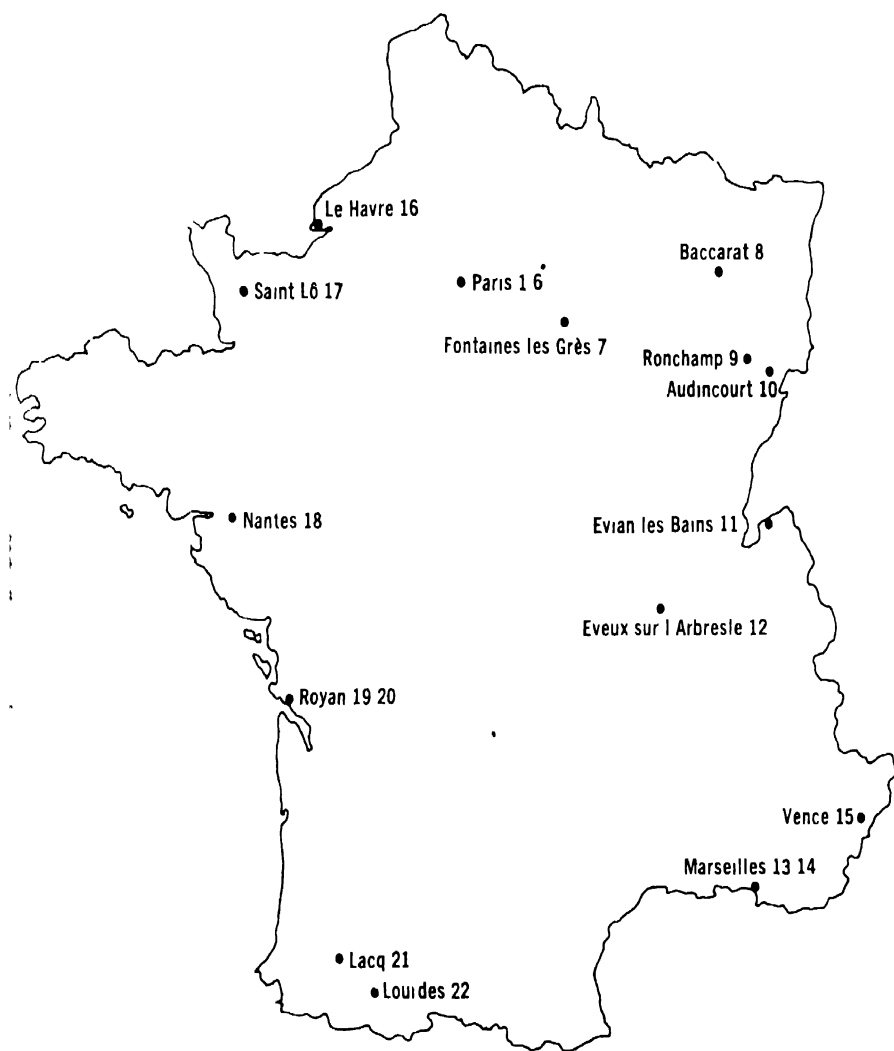 Le Havre 16
Baccarat 8
Paris 1 6
Saint Lô 17
Fontaines les Grès 7
Ronchamp 9
Audincourt 10
Nantes 18
Evian les Bains 11
Eveux sur l Arbresle 12
Royan 19 20
Vence 15
Marseilles 13 14
Lacq 21
Lourdes 22